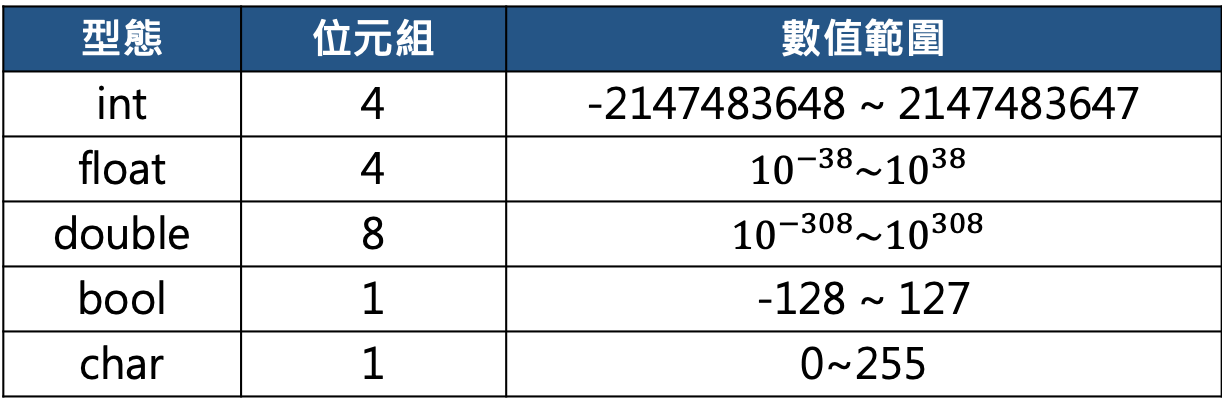 型態 位元組 數值範圍
int 4 -2147483648 ~ 2147483647
float 4 10⁻³⁸~10³⁸
double 8 10⁻³⁰⁸~10³⁰⁸
bool 1 -128 ~ 127
char 1 0~255